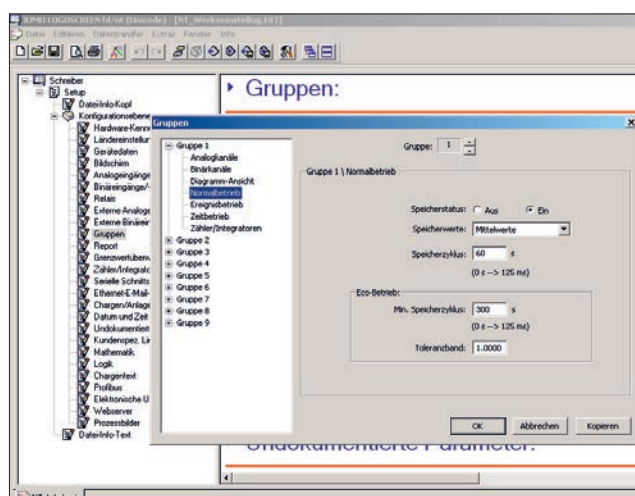 JUMO LOGOSCREEN fd/nt (Unicode) - [NT_Werkseinstellung.1R3]
Datei Editieren Datentransfer Extras Fenster Info
Schreiber
Setup
Datei-Info-Kopf
Konfigurationsebene
Hardware-Kenn
Ländereinstellur
Gerätedaten
Bildschirm
Analogeingänge
Binäreingänge/-
Relais
Externe Analoge
Externe Binärein
Gruppen
Report
Grenzwertüberw
Zähler/Integrato
Serielle Schnitts
Ethernet-E-Mail-
Chargen/Anlage
Datum und Zeit
Undokumentiert
Kundenspez. Lin
Mathematik
Logik
Chargentext
Profibus
Elektronische U
Webserver
Prozessbilder
Datei-Info-Text
Gruppen:
Gruppen
Gruppe 1
Analogkanäle
Binärkanäle
Diagramm-Ansicht
Normalbetrieb
Ereignisbetrieb
Zeitbetrieb
Zähler/Integratoren
Gruppe 2
Gruppe 3
Gruppe 4
Gruppe 5
Gruppe 6
Gruppe 7
Gruppe 8
Gruppe 9
Gruppe: 1
Gruppe 1 \ Normalbetrieb
Speicherstatus: Aus Ein
Speicherwerte: Mittelwerte
Speicherzyklus: 60 s
(0 s --> 125 ms)
Eco-Betrieb:
Min. Speicherzyklus: 300 s
(0 s --> 125 ms)
Toleranzband: 1.0000
OK Abbrechen Kopieren
Undokumentierte Parameter: